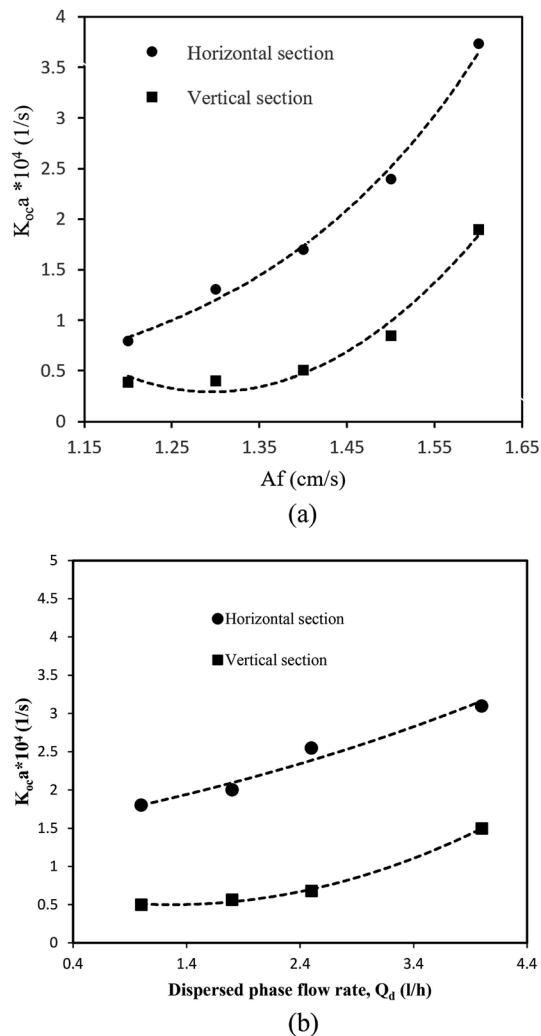 4
3.5
3
2.5
2
1.5
1
0.5
0
K_oc a *10^4 (1/s)
Horizontal section
Vertical section
1.15 1.25 1.35 1.45 1.55 1.65
Af (cm/s)
(a)
5
4.5
4
3.5
3
2.5
2
1.5
1
0.5
0
K_oc a*10^4 (1/s)
Horizontal section
Vertical section
0.4 1.4 2.4 3.4 4.4
Dispersed phase flow rate, Q_d (l/h)
(b)